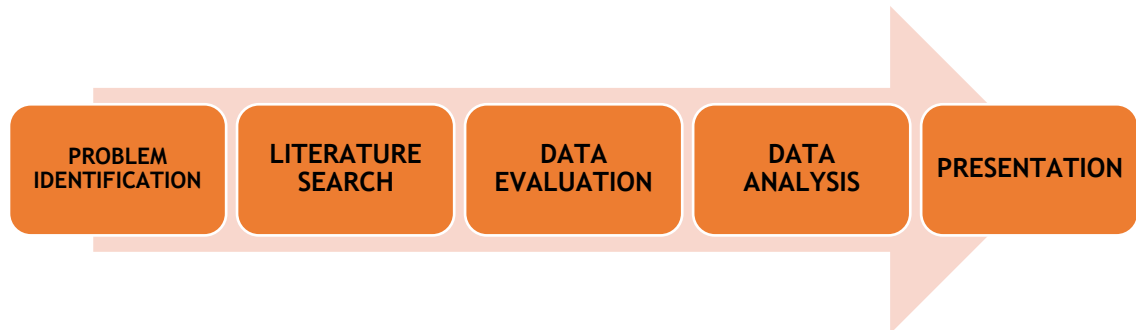 PROBLEM
IDENTIFICATION
LITERATURE
SEARCH
DATA
EVALUATION
DATA
ANALYSIS
PRESENTATION